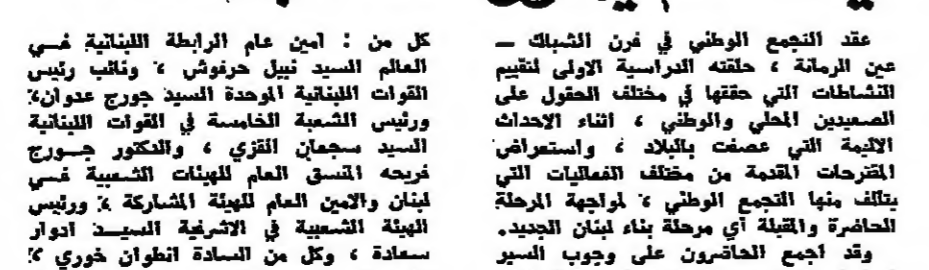 عقد التجمع الوطني في فرن الشباك —
عين الرمانة ، حلقته الدراسية الاولى لتقييم
النشاطات التي حققها في مختلف الحقول على
الصعيدين المحلي والوطني ، اثناء الاحداث
الاليمة التي عصفت بالبلاد ، واستعراض
المقترحات المقدمة من مختلف الفعاليات التي
يتألف منها التجمع الوطني ، لمواجهة المرحلة
الحاضرة والمقبلة أي مرحلة بناء لبنان الجديد.
وقد اجمع الحاضرون على وجوب السير
كل من : امين عام الرابطة اللبنانية فـي
العالم السيد نبيل حرفوش ، ونائب رئيس
القوات اللبنانية الموحدة السيد جورج عدوان،
ورئيس الشعبة الخامسة في القوات اللبنانية
السيد سجعان القزي ، والدكتور جــورج
فريحه المنسق العام للهيئات الشعبية فـي
لبنان والامين العام للهيئة المشاركة ، ورئيس
الهيئة الشعبية في الاشرفية السيــد ادوار
سعادة ، وكل من السادة انطوان خوري ،